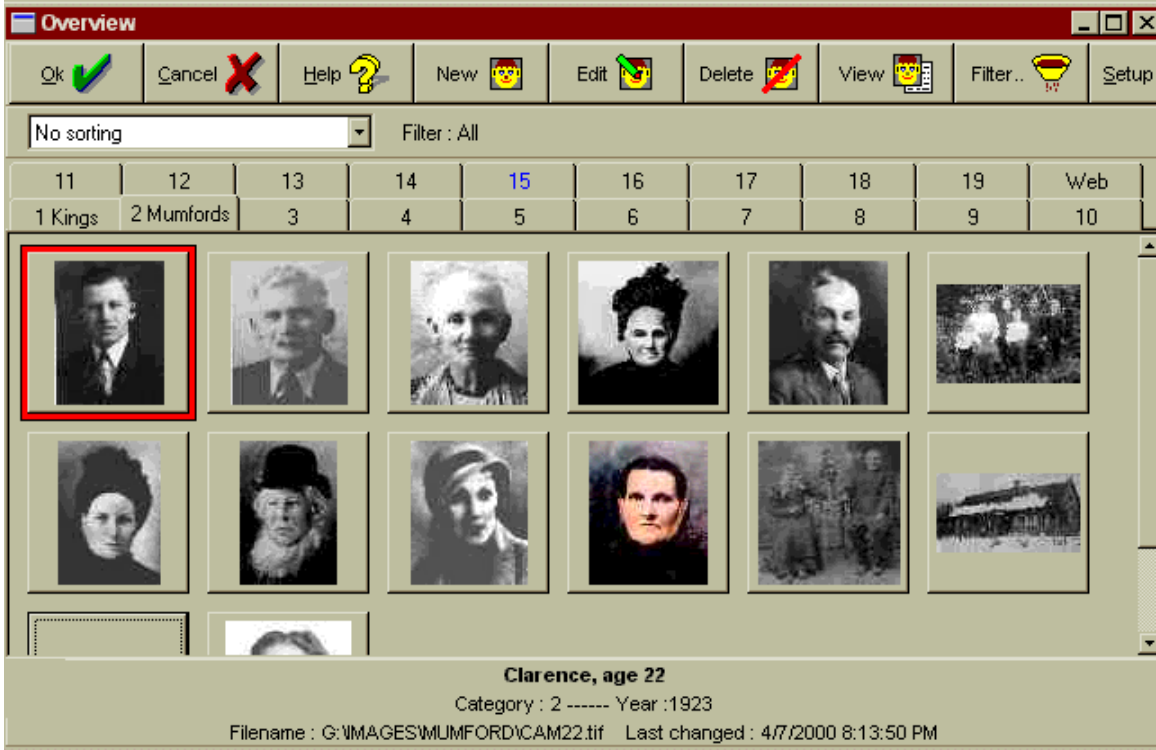 Overview
Ok Cancel Help New Edit Delete View Filter.. Setup
No sorting Filter : All
11 12 13 14 15 16 17 18 19 Web
1 Kings 2 Mumfords 3 4 5 6 7 8 9 10
Clarence, age 22
Category : 2 ------ Year :1923
Filename : G:\IMAGES\MUMFORD\CAM22.tif Last changed : 4/7/2000 8:13:50 PM